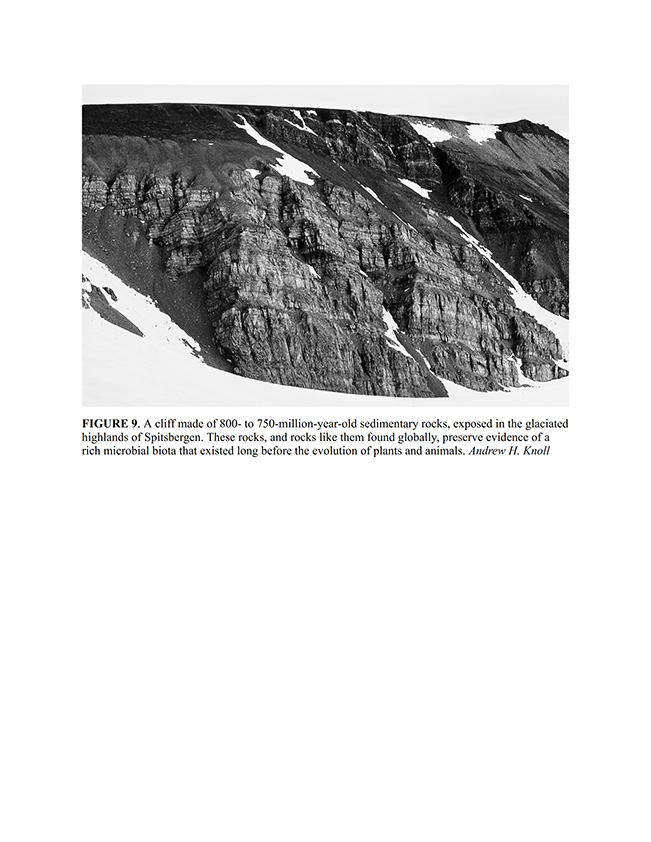 FIGURE 9. A cliff made of 800- to 750-million-year-old sedimentary rocks, exposed in the glaciated
highlands of Spitsbergen. These rocks, and rocks like them found globally, preserve evidence of a
rich microbial biota that existed long before the evolution of plants and animals. Andrew H. Knoll